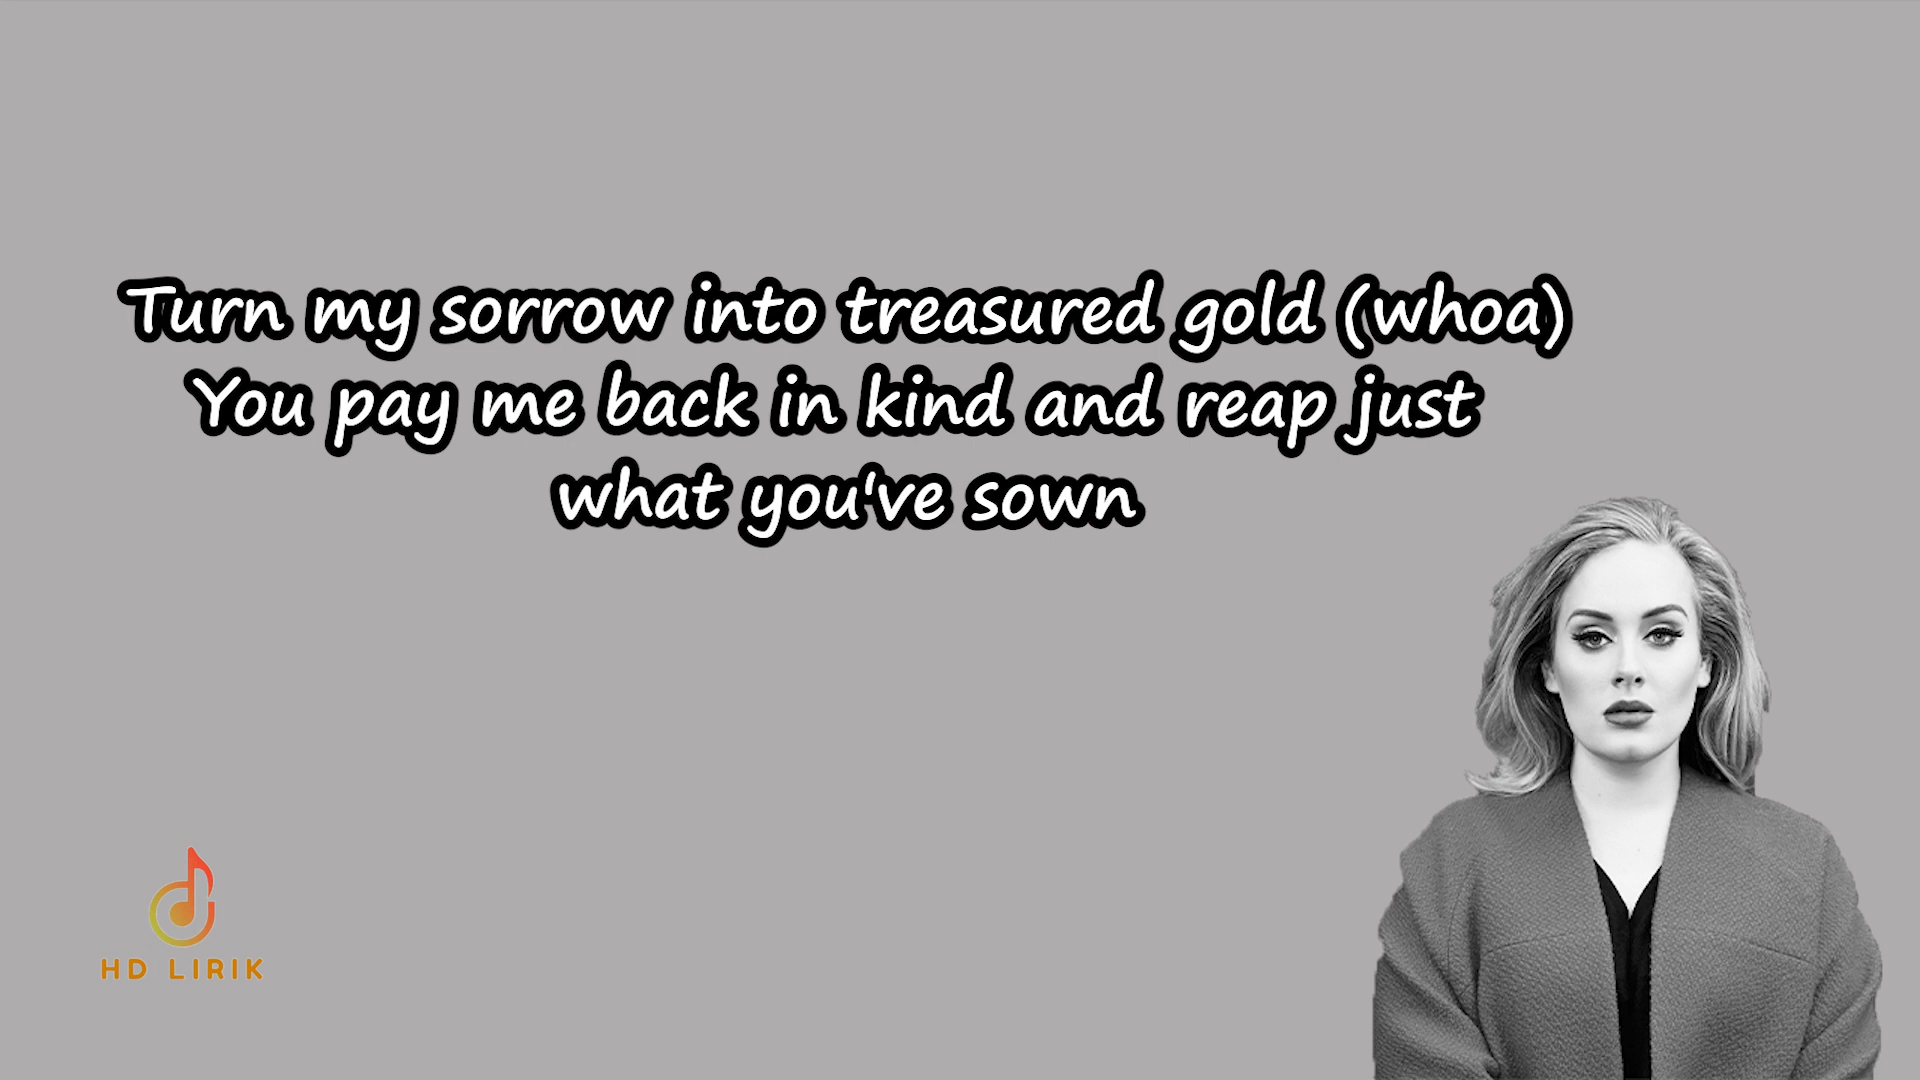 Turn my sorrow into treasured gold (whoa)
You pay me back in kind and reap just
what you've sown
HD LIRIK